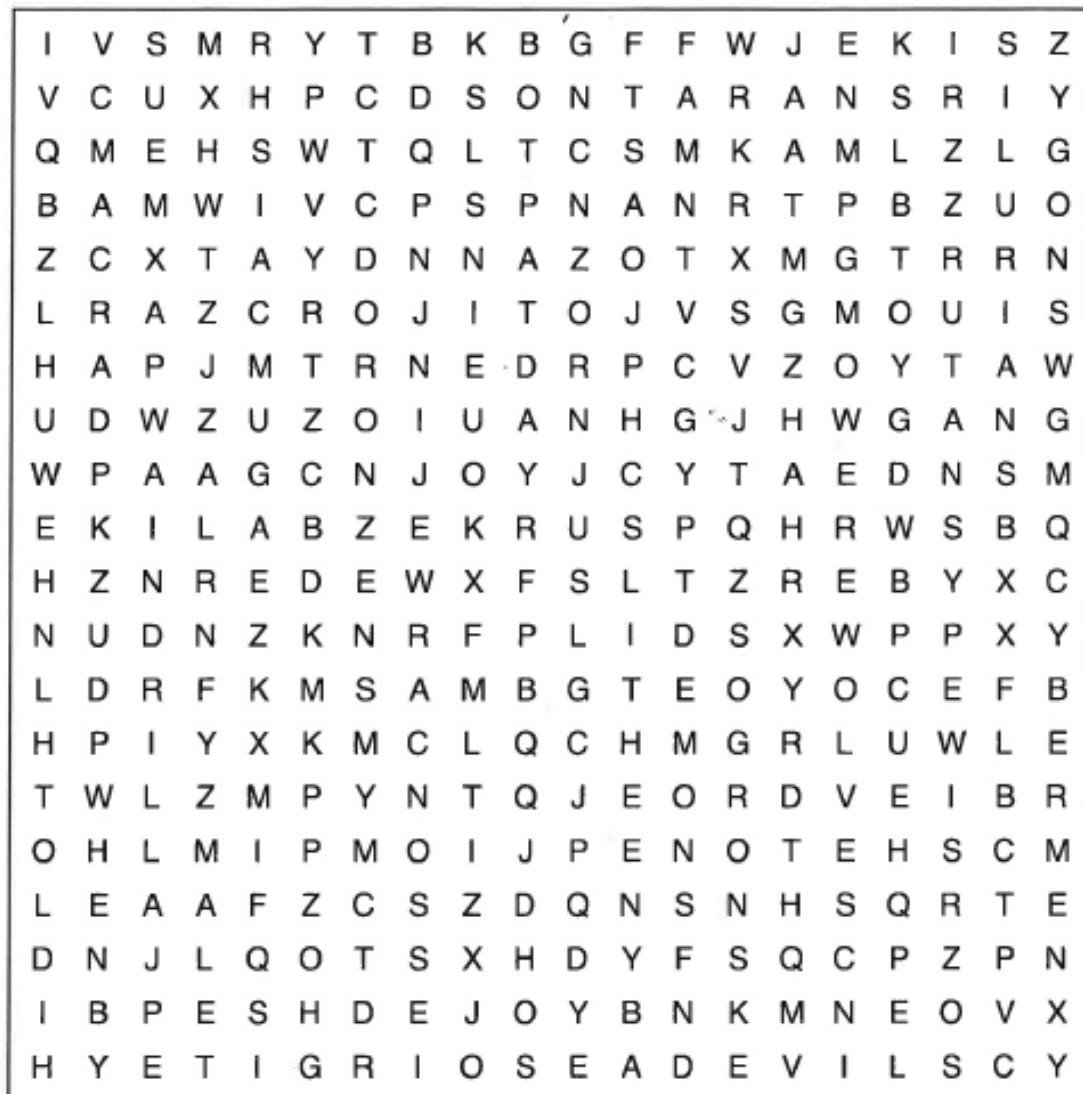 I V S M R Y T B K B G F F W J E K I S Z
V C U X H P C D S O N T A R A N S R I Y
Q M E H S W T Q L T C S M K A M L Z L G
B A M W I V C P S P N A N R T P B Z U O
Z C X T A Y D N N A Z O T X M G T R R N
L R A Z C R O J I T O J V S G M O U I S
H A P J M T R N E D R P C V Z O Y T A W
U D W Z U Z O I U A N H G J H W G A N G
W P A A G C N J O Y J C Y T A E D N S M
E K I L A B Z E K R U S P Q H R W S B Q
H Z N R E D E W X F S L T Z R E B Y X C
N U D N Z K N R F P L I D S X W P P X Y
L D R F K M S A M B G T E O Y O C E F B
H P I Y X K M C L Q C H M G R L U W L E
T W L Z M P Y N T Q J E O R D V E I B R
O H L M I P M O I J P E N O T E H S C M
L E A A F Z C S Z D Q N S N H S Q R T E
D N J L Q O T S X H D Y F S Q C P Z P N
I B P E S H D E J O Y B N K M N E O V X
H Y E T I G R I O S E A D E V I L S C Y